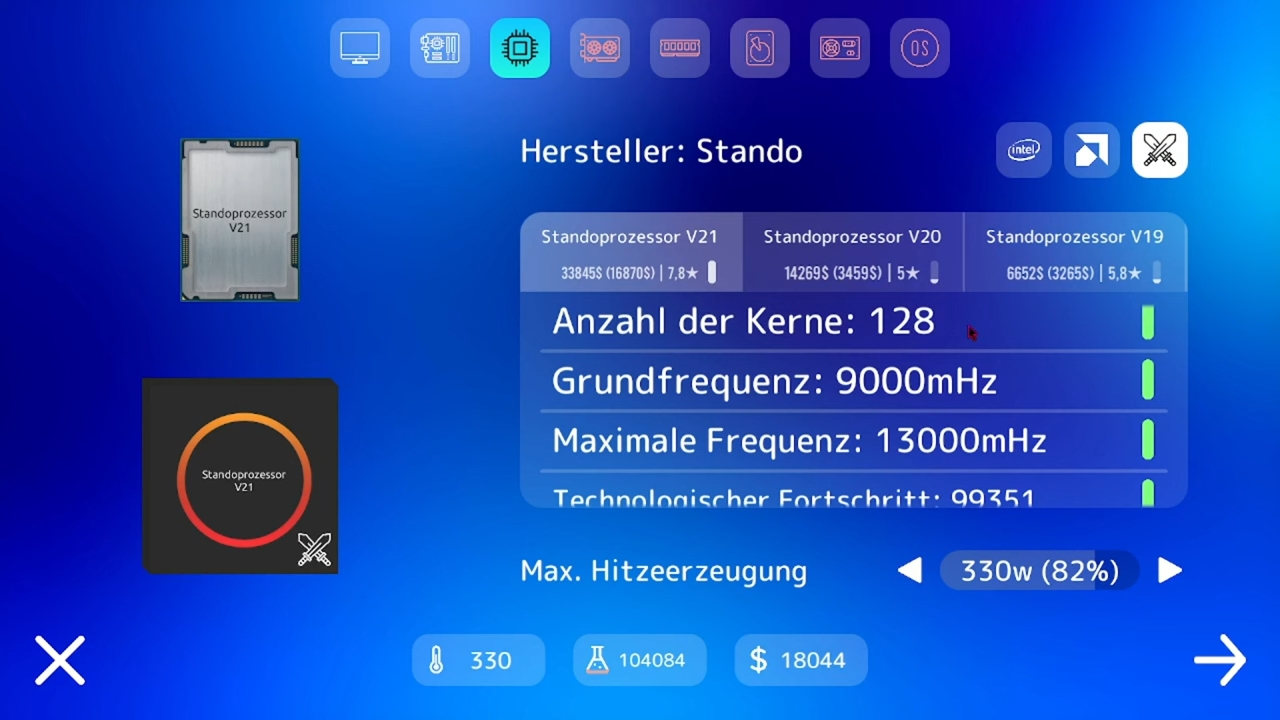 OS
Hersteller: Stando
intel
Standoprozessor
V21
Standoprozessor V21
Standoprozessor V20
Standoprozessor V19
33845$ (16870$) | 7,8★
14269$ (3459$) | 5★
6652$ (3265$) | 5,8★
Anzahl der Kerne: 128
Grundfrequenz: 9000mHz
Maximale Frequenz: 13000mHz
Technologischer Fortschritt: 99351
Standoprozessor
V21
Max. Hitzeerzeugung
330w (82%)
330
104084
$ 18044